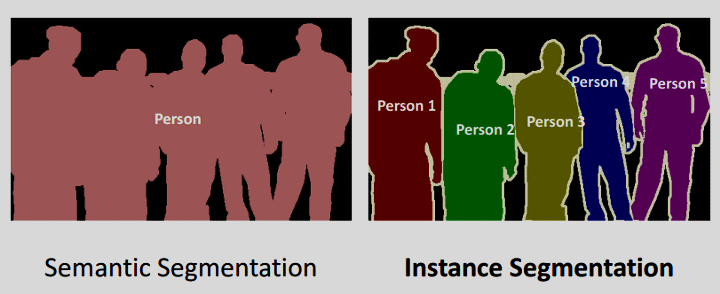 Person
Person 1
Person 2
Person 3
Person 4
Person 5
Semantic Segmentation
Instance Segmentation